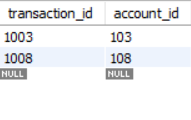 transaction_id account_id
1003 103
1008 108
NULL NULL